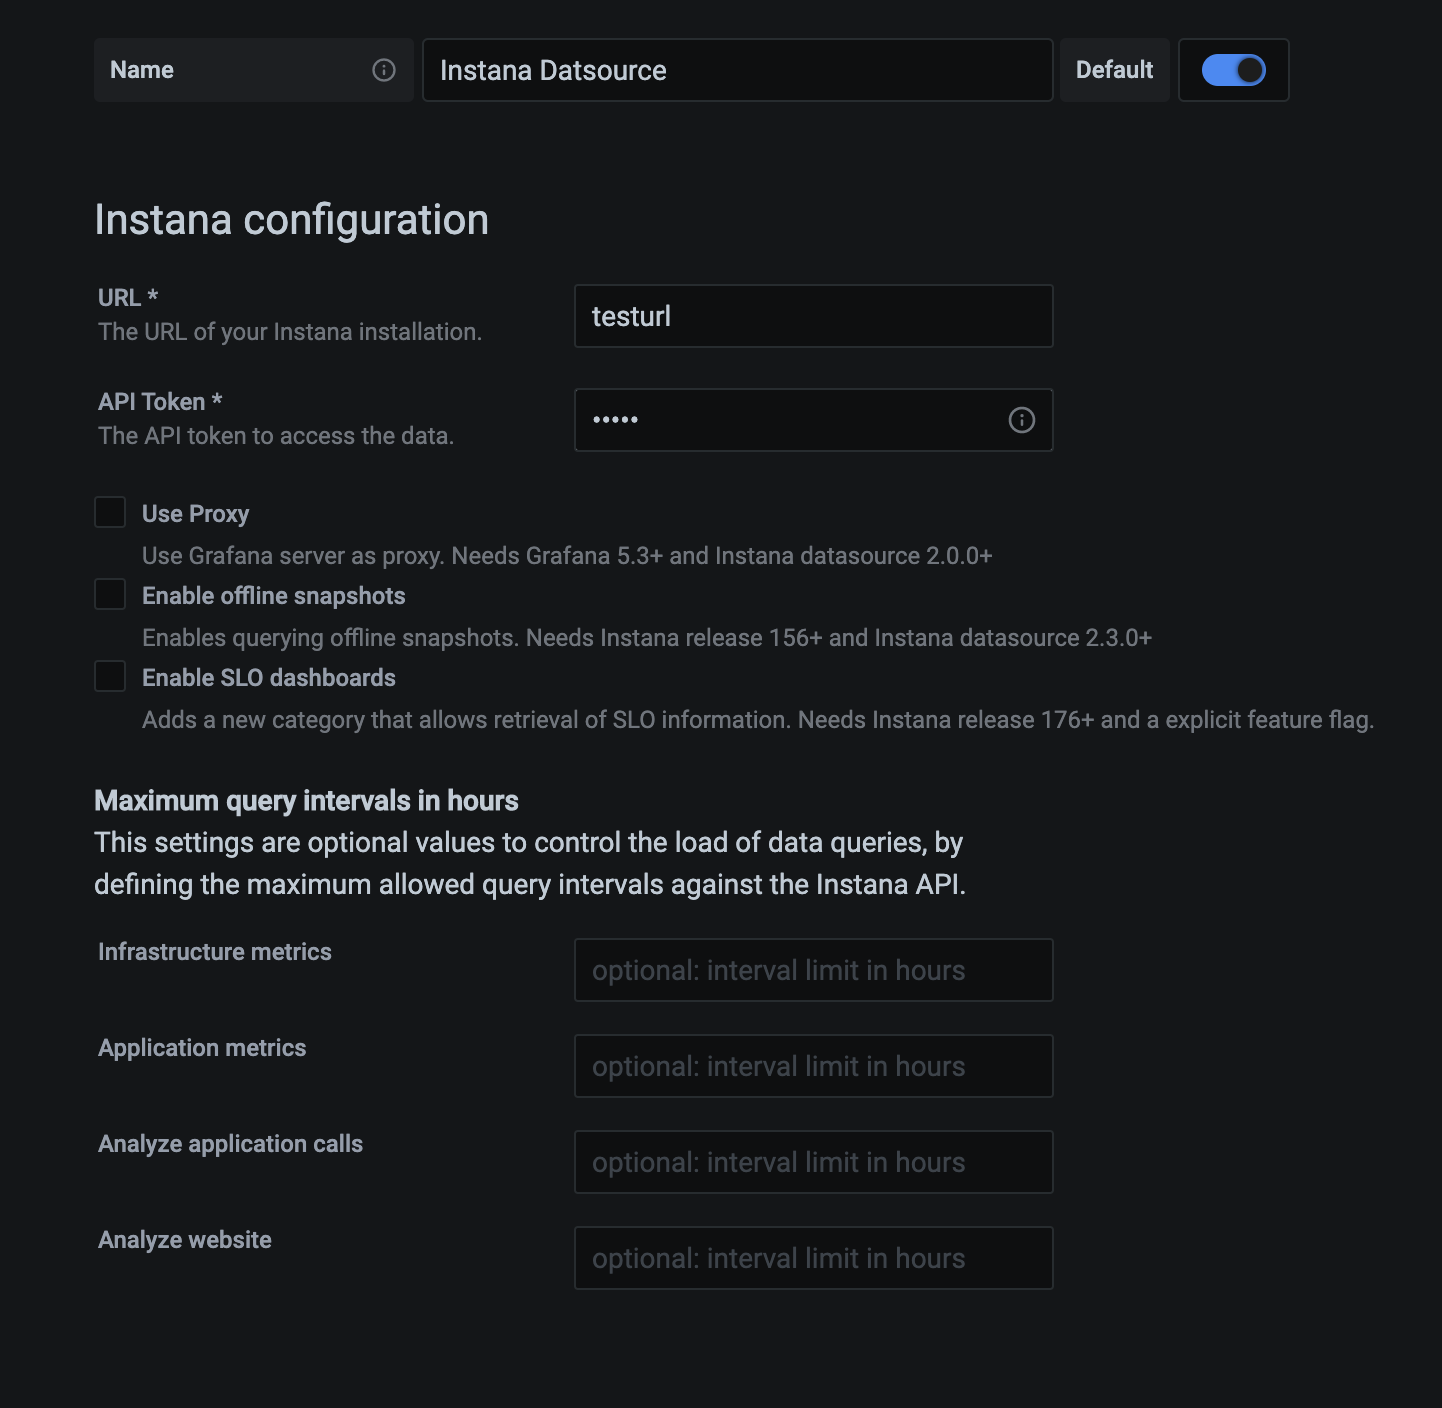 Name
Instana Datsource
Default
Instana configuration
URL *
The URL of your Instana installation.
testurl
API Token *
The API token to access the data.
•••••
Use Proxy
Use Grafana server as proxy. Needs Grafana 5.3+ and Instana datasource 2.0.0+
Enable offline snapshots
Enables querying offline snapshots. Needs Instana release 156+ and Instana datasource 2.3.0+
Enable SLO dashboards
Adds a new category that allows retrieval of SLO information. Needs Instana release 176+ and a explicit feature flag.
Maximum query intervals in hours
This settings are optional values to control the load of data queries, by
defining the maximum allowed query intervals against the Instana API.
Infrastructure metrics
optional: interval limit in hours
Application metrics
optional: interval limit in hours
Analyze application calls
optional: interval limit in hours
Analyze website
optional: interval limit in hours